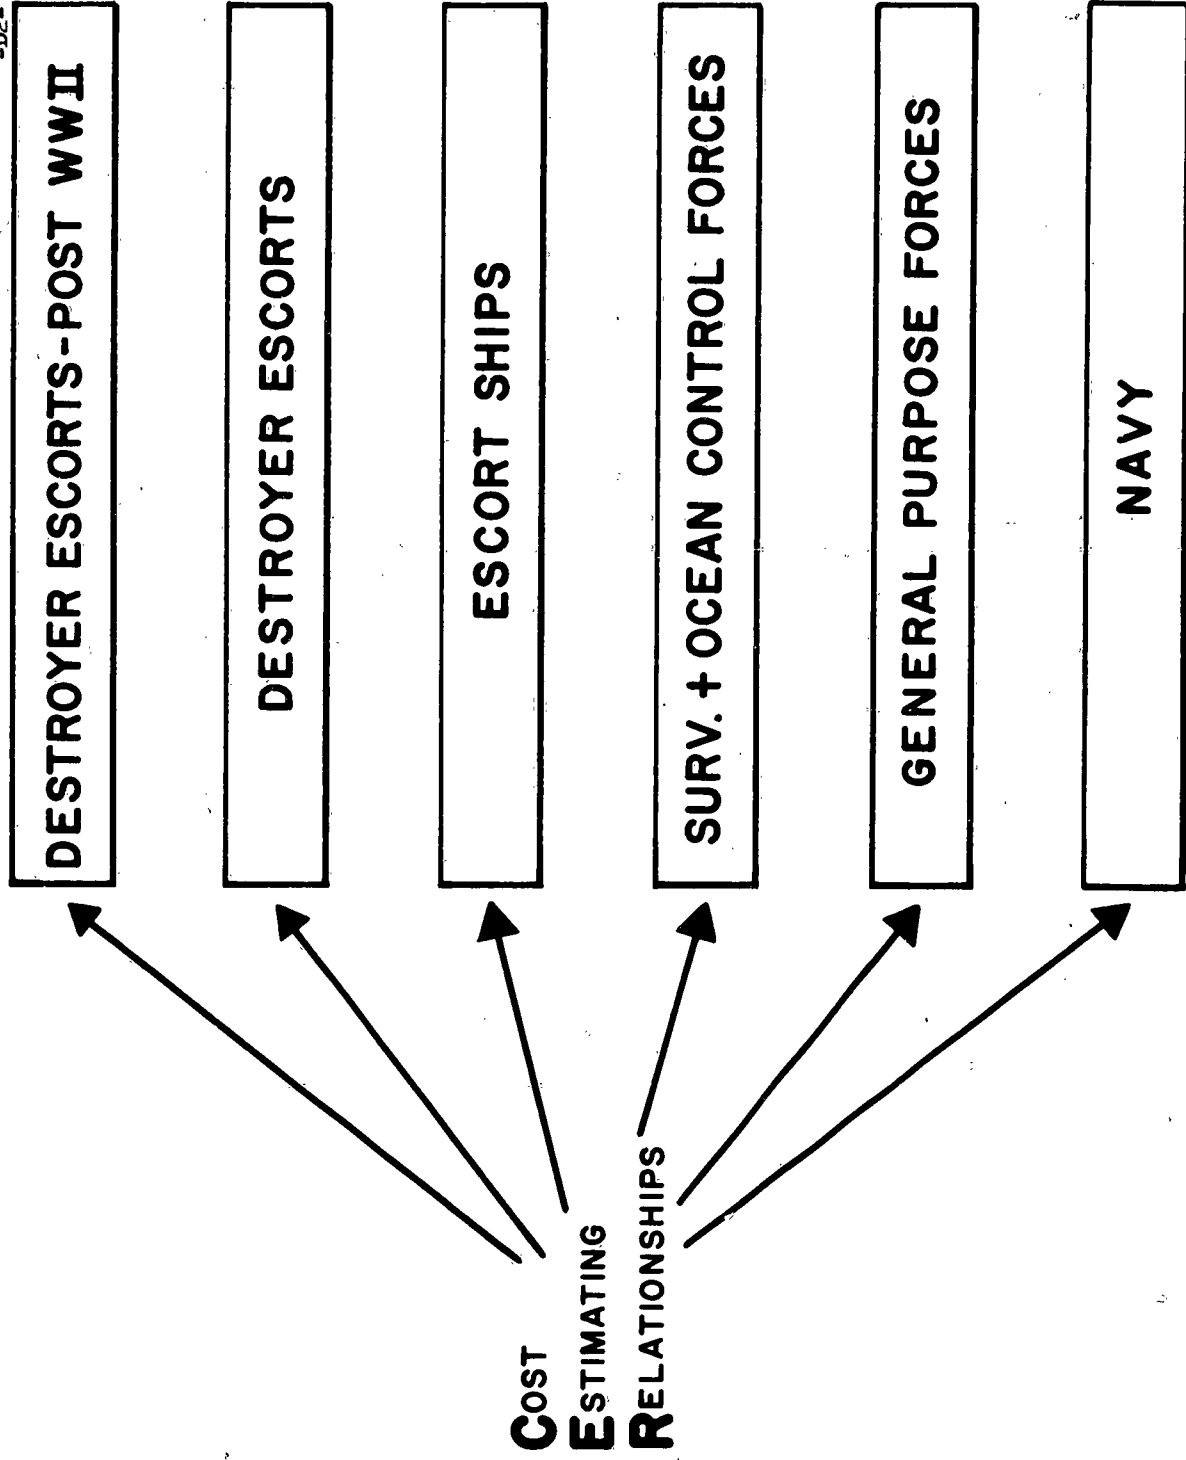 COST
ESTIMATING
RELATIONSHIPS
DESTROYER ESCORTS-POST WWII
DESTROYER ESCORTS
ESCORT SHIPS
SURV. + OCEAN CONTROL FORCES
GENERAL PURPOSE FORCES
NAVY